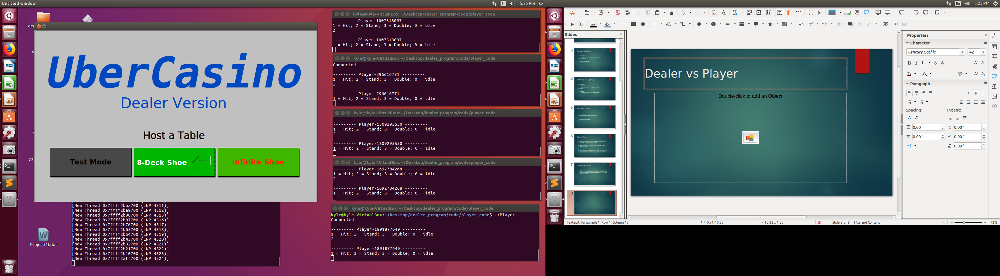 Untitled window
En
5:25 PM
UberCasino
Dealer Version
Host a Table
Test Mode
8-Deck Shoe
Infinite Shoe
[New Thread 0x7ffff2bba700 (LWP 4511)]
[New Thread 0x7ffff2ba9700 (LWP 4512)]
[New Thread 0x7ffff2b98700 (LWP 4515)]
[New Thread 0x7ffff2b87700 (LWP 4516)]
[New Thread 0x7ffff2b76700 (LWP 4517)]
[New Thread 0x7ffff2b65700 (LWP 4518)]
[New Thread 0x7ffff2b54700 (LWP 4519)]
[New Thread 0x7ffff2b43700 (LWP 4520)]
[New Thread 0x7ffff2b32700 (LWP 4521)]
[New Thread 0x7ffff2b21700 (LWP 4522)]
[New Thread 0x7ffff2b10700 (LWP 4523)]
[New Thread 0x7ffff2aff700 (LWP 4524)]
Project(1).doc
kyle@kyle-VirtualBox: ~/Desktop/dealer_program/code/player_code
--------- Player-1007318097 ---------
1 = Hit; 2 = Stand; 3 = Double; 0 = idle
2
--------- Player-1007318097 ---------
1 = Hit; 2 = Stand; 3 = Double; 0 = idle
kyle@kyle-VirtualBox: ~/Desktop/dealer_program/code/player_code
Connected
--------- Player-296616771 ---------
1 = Hit; 2 = Stand; 3 = Double; 0 = idle
2
--------- Player-296616771 ---------
1 = Hit; 2 = Stand; 3 = Double; 0 = idle
kyle@kyle-VirtualBox: ~/Desktop/dealer_program/code/player_code
--------- Player-1309295550 ---------
1 = Hit; 2 = Stand; 3 = Double; 0 = idle
2
--------- Player-1309295550 ---------
1 = Hit; 2 = Stand; 3 = Double; 0 = idle
kyle@kyle-VirtualBox: ~/Desktop/dealer_program/code/player_code
--------- Player-1692704268 ---------
1 = Hit; 2 = Stand; 3 = Double; 0 = idle
2
--------- Player-1692704268 ---------
1 = Hit; 2 = Stand; 3 = Double; 0 = idle
kyle@kyle-VirtualBox: ~/Desktop/dealer_program/code/player_code
kyle@kyle-VirtualBox:~/Desktop/dealer_program/code/player_code$ ./Player
Connected
--------- Player-1891877649 ---------
1 = Hit; 2 = Stand; 3 = Double; 0 = idle
2
--------- Player-1891877649 ---------
1 = Hit; 2 = Stand; 3 = Double; 0 = idle
En
5:25 PM
Slides
3
Project Difficulty
4
Working as a group
5
Michael's Take
6
Kyle's Take
7
Dealer vs Player
8
Dealer vs Player
Double-click to add an Object
Properties
Character
Century Gothic
42
Paragraph
Spacing:
Indent:
0.00 "
0.00 "
0.00 "
0.00 "
0.00 "
TextEdit: Paragraph 1, Row 1, Column 17
0.71 / 0.50
10.28 x 1.53
Slide 8 of 8
Title and Content
72%